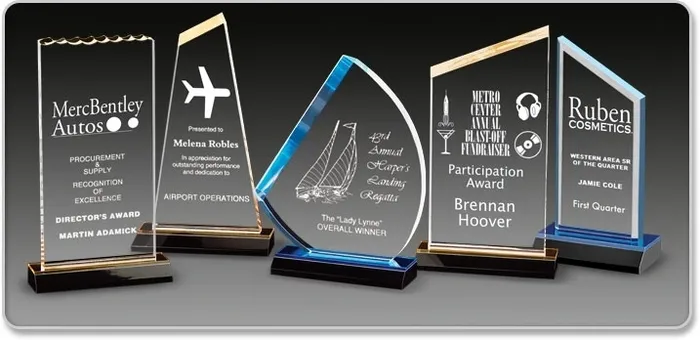 MercBentley
Autos
PROCUREMENT
&
SUPPLY
RECOGNITION
OF
EXCELLENCE
DIRECTOR'S AWARD
MARTIN ADAMICK
Presented to
Melena Robles
In appreciation for
outstanding performance
and dedication to
AIRPORT OPERATIONS
43rd
Annual
Harper's
Landing
Regatta
The "Lady Lynne"
OVERALL WINNER
METRO
CENTER
ANUAL
BLAST-OFF
FUNDRAISER
Participation
Award
Brennan
Hoover
Ruben
COSMETICS
WESTERN AREA SR
OF THE QUARTER
JAMIE COLE
First Quarter